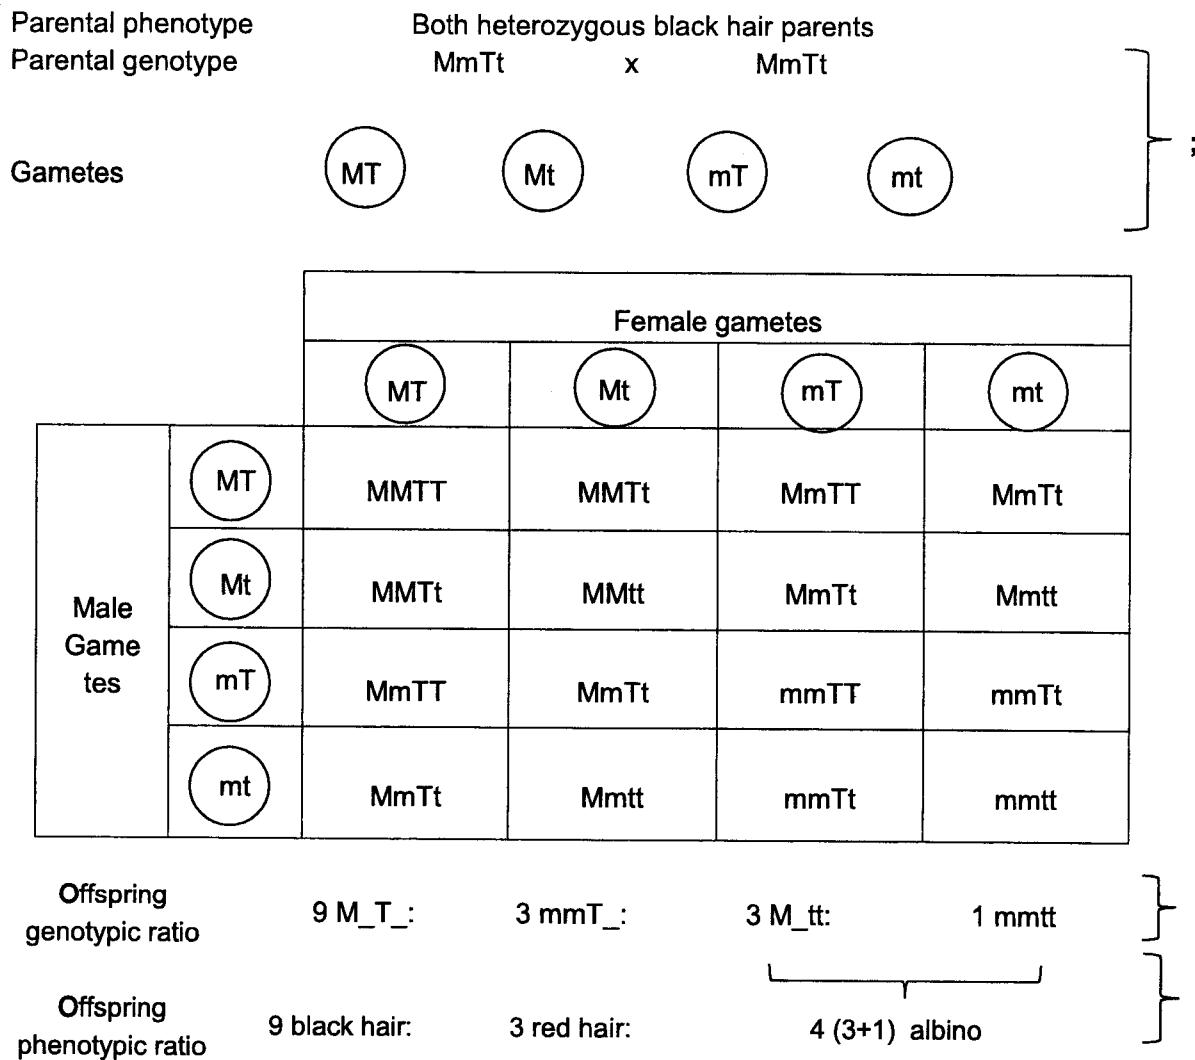 Parental phenotype Both heterozygous black hair parents
Parental genotype MmTt x MmTt
;
Gametes MT Mt mT mt
Female gametes
MT Mt mT mt
Male
Game
tes
MT MMTT MMTt MmTT MmTt
Mt MMTt MMtt MmTt Mmtt
mT MmTT MmTt mmTT mmTt
mt MmTt Mmtt mmTt mmtt
Offspring
genotypic ratio
9 M_T_: 3 mmT_: 3 M_tt: 1 mmtt
Offspring
phenotypic ratio
9 black hair: 3 red hair: 4 (3+1) albino